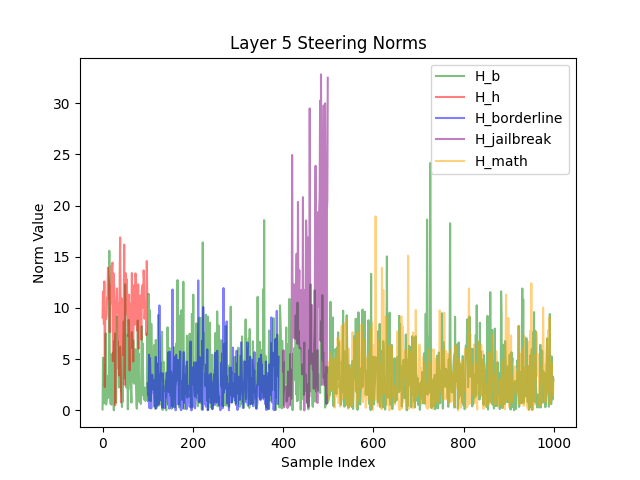 Layer 5 Steering Norms
H_b
H_h
H_borderline
H_jailbreak
H_math
Norm Value
30
25
20
15
10
5
0
0 200 400 600 800 1000
Sample Index